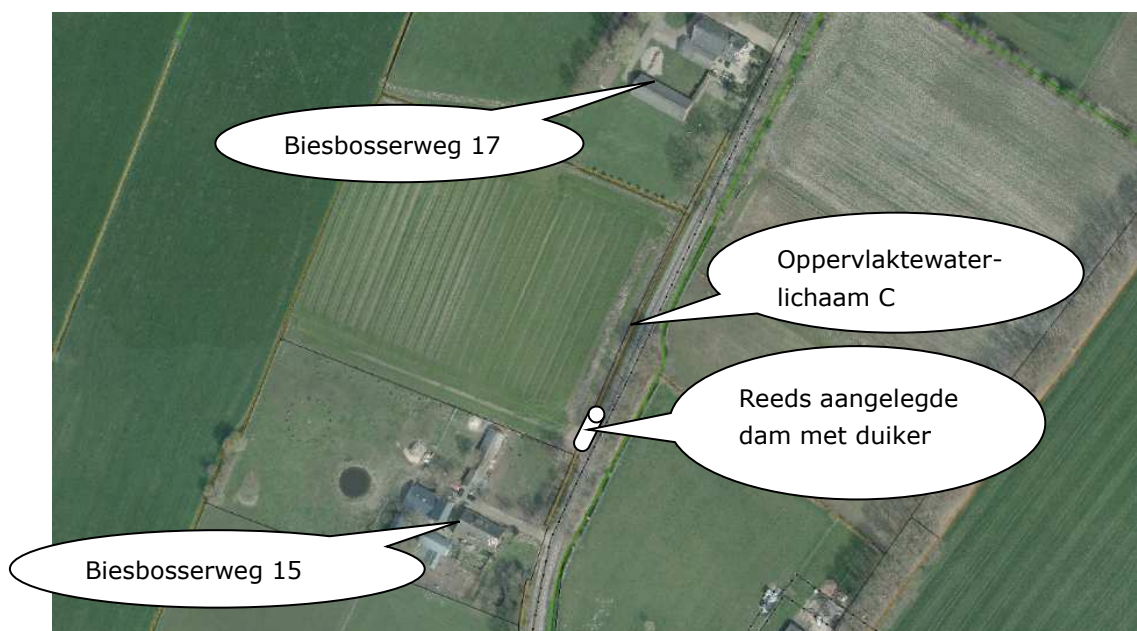 Biesbosserweg 17
Oppervlaktewater-
lichaam C
Reeds aangelegde
dam met duiker
Biesbosserweg 15